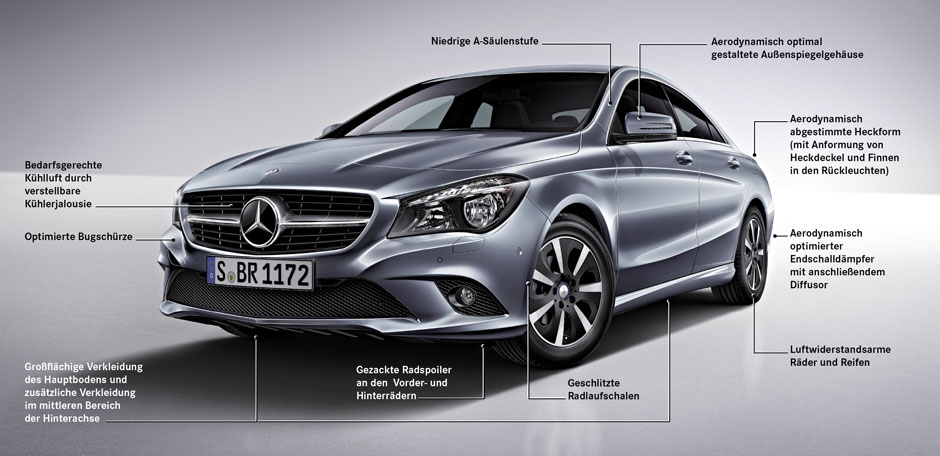 Niedrige A-Säulenstufe
Aerodynamisch optimal
gestaltete Außenspiegelgehäuse
Aerodynamisch
abgestimmte Heckform
(mit Anformung von
Heckdeckel und Finnen
in den Rückleuchten)
Bedarfsgerechte
Kühlluft durch
verstellbare
Kühlerjalousie
Optimierte Bugschürze
Aerodynamisch
optimierter
Endschalldämpfer
mit anschließendem
Diffusor
S BR 1172
Luftwiderstandsarme
Räder und Reifen
Großflächige Verkleidung
des Hauptbodens und
zusätzliche Verkleidung
im mittleren Bereich
der Hinterachse
Gezackte Radspoiler
an den Vorder- und
Hinterrädern
Geschlitzte
Radlaufschalen